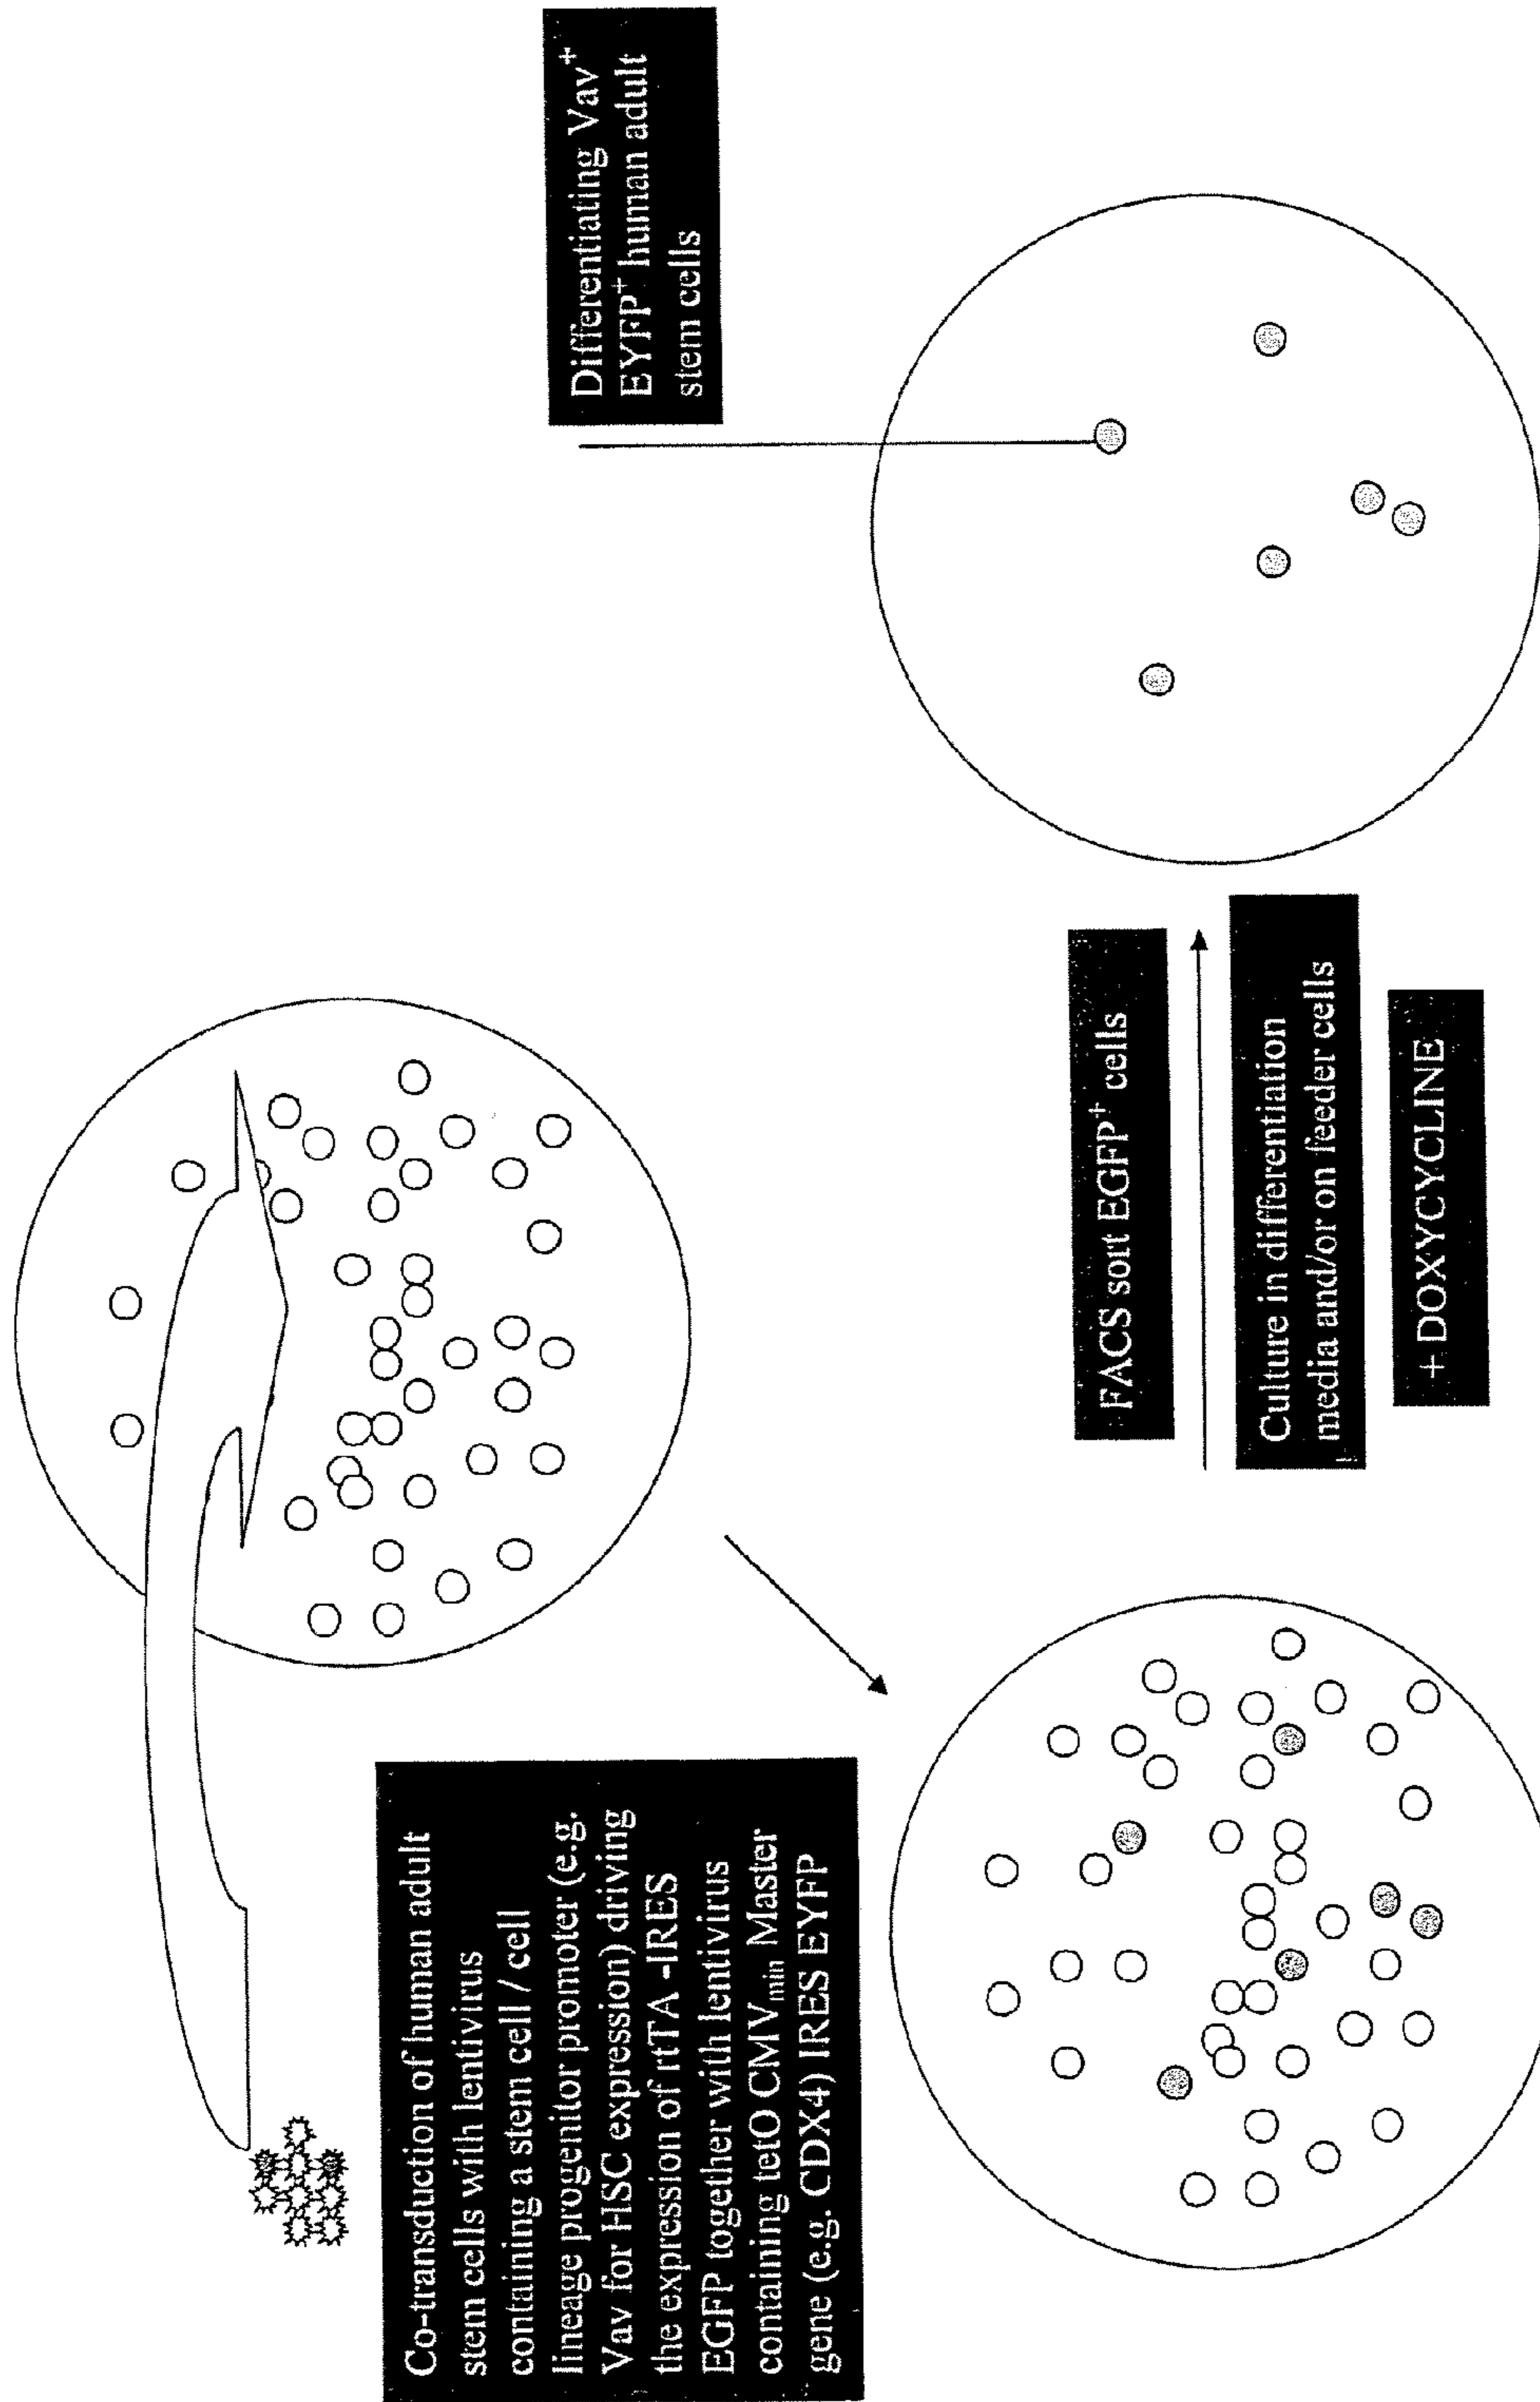 Co-transduction of human adult
stem cells with lentivirus
containing a stem cell / cell
lineage progenitor promoter (e.g.
Vav for HSC expression) driving
the expression of rtTA -IRES
EGFP together with lentivirus
containing tetO CMVmin Master
gene (e.g. CDX4) IRES EYFP
FACS sort EGFP+ cells
Culture in differentiation
media and/or on feeder cells
+ DOXYCYCLINE
Differentiating Vav+
EYFP+ human adult
stem cells